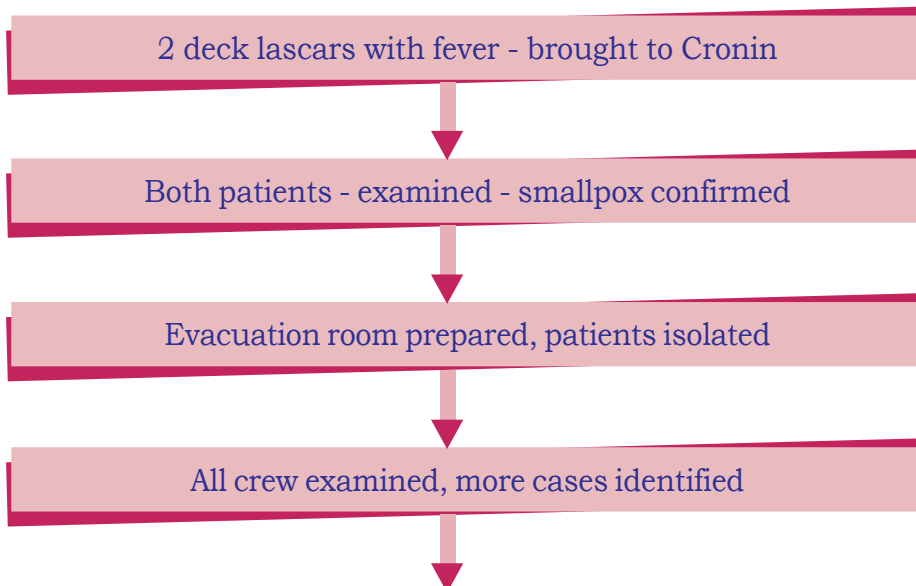 2 deck lascars with fever - brought to Cronin
Both patients - examined - smallpox confirmed
Evacuation room prepared, patients isolated
All crew examined, more cases identified